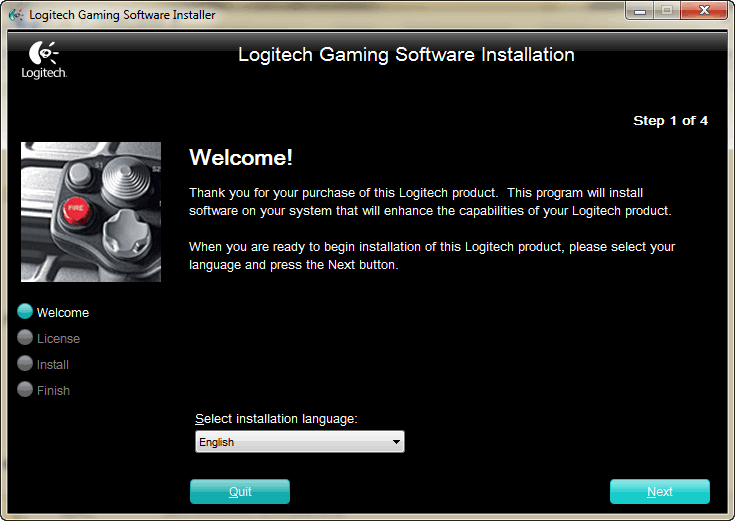 Logitech Gaming Software Installer
Logitech
Logitech Gaming Software Installation
Step 1 of 4
Welcome!
Thank you for your purchase of this Logitech product.  This program will install
software on your system that will enhance the capabilities of your Logitech product.
When you are ready to begin installation of this Logitech product, please select your
language and press the Next button.
FIRE
S1
Welcome
License
Install
Finish
Select installation language:
English
Quit
Next